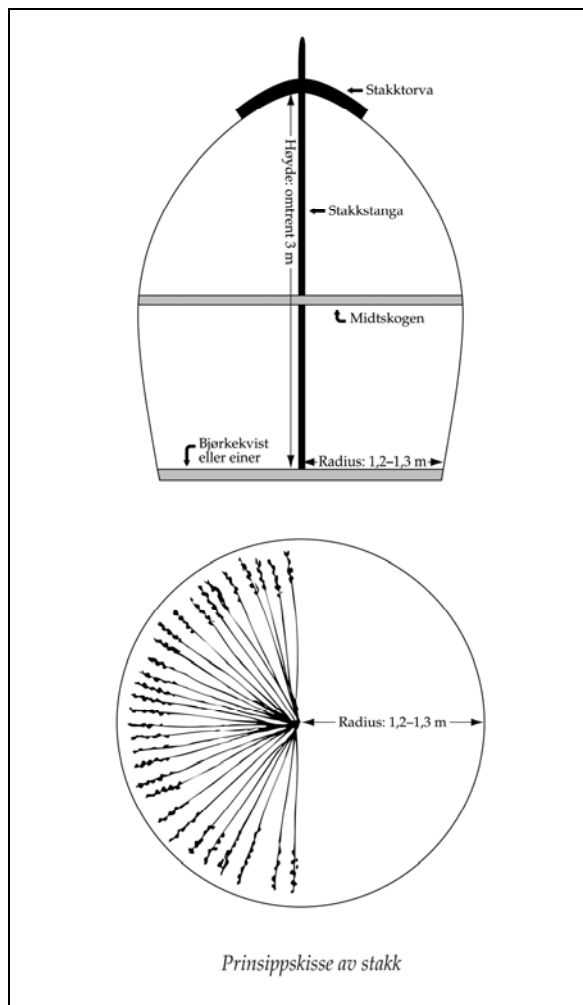 Stakktorva
Høyde: omtrent 3 m
Stakkstanga
Midtskogen
Bjørkekvist
eller einer
Radius: 1,2–1,3 m
Radius: 1,2–1,3 m
Prinsippskisse av stakk